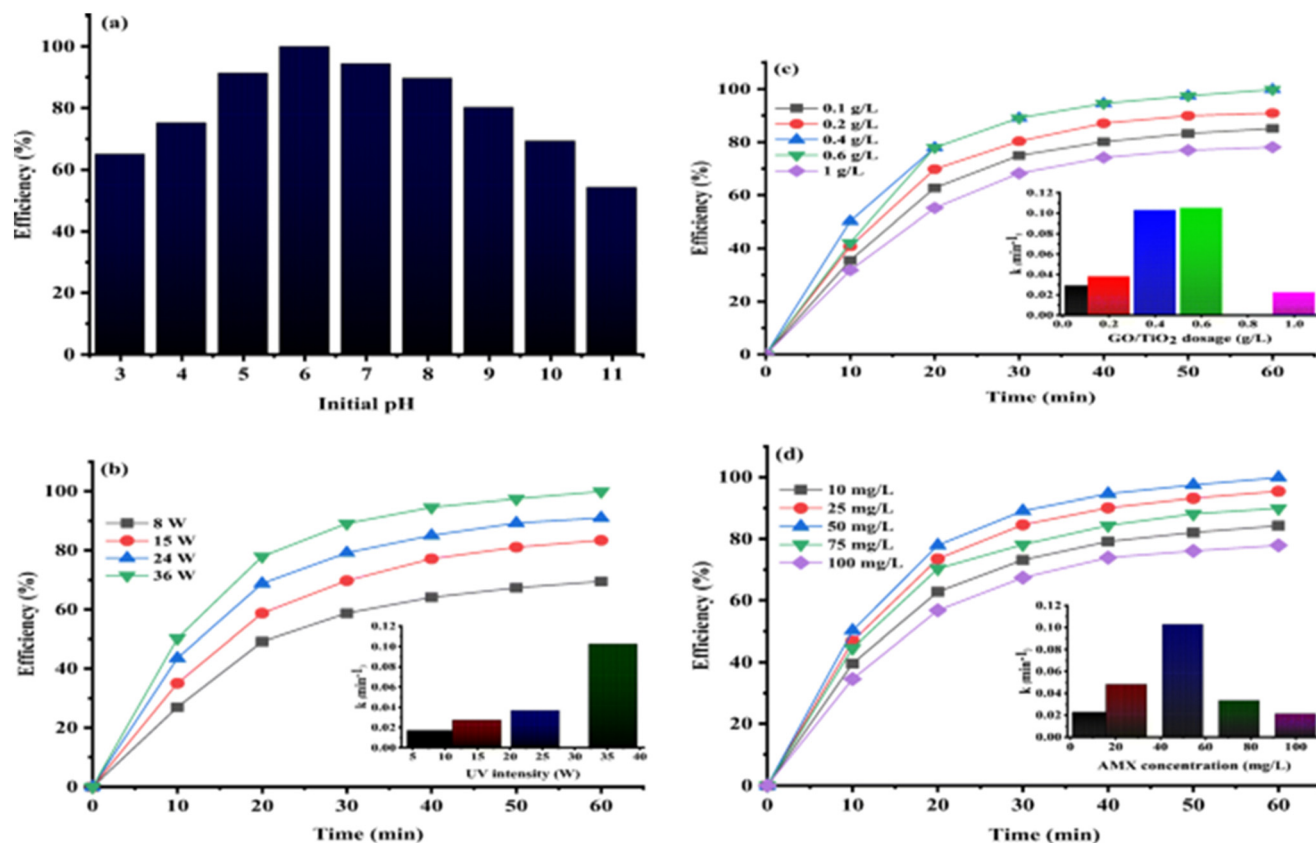 (a)
Efficiency (%)
100
80
60
40
20
0
3 4 5 6 7 8 9 10 11
Initial pH
(b)
Efficiency (%)
100
80
60
40
20
0
8 W
15 W
24 W
36 W
k (min-1)
0.12
0.10
0.08
0.06
0.04
0.02
0.00
5 10 15 20 25 30 35 40
UV intensity (W)
0 10 20 30 40 50 60
Time (min)
(c)
Efficiency (%)
100
80
60
40
20
0
0.1 g/L
0.2 g/L
0.4 g/L
0.6 g/L
1 g/L
k (min-1)
0.12
0.10
0.08
0.06
0.04
0.02
0.00
0.0 0.2 0.4 0.6 0.8 1.0
GO/TiO2 dosage (g/L)
0 10 20 30 40 50 60
Time (min)
(d)
Efficiency (%)
100
80
60
40
20
0
10 mg/L
25 mg/L
50 mg/L
75 mg/L
100 mg/L
k (min-1)
0.12
0.10
0.08
0.06
0.04
0.02
0.00
0 20 40 60 80 100
AMX concentration (mg/L)
0 10 20 30 40 50 60
Time (min)